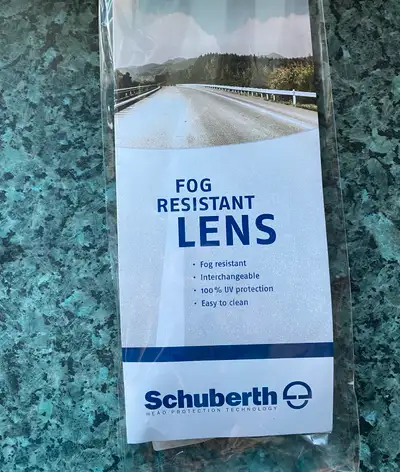 FOG
RESISTANT
LENS
· Fog resistant
· Interchangeable
· 100% UV protection
· Easy to clean
Schuberth
HEAD PROTECTION TECHNOLOGY